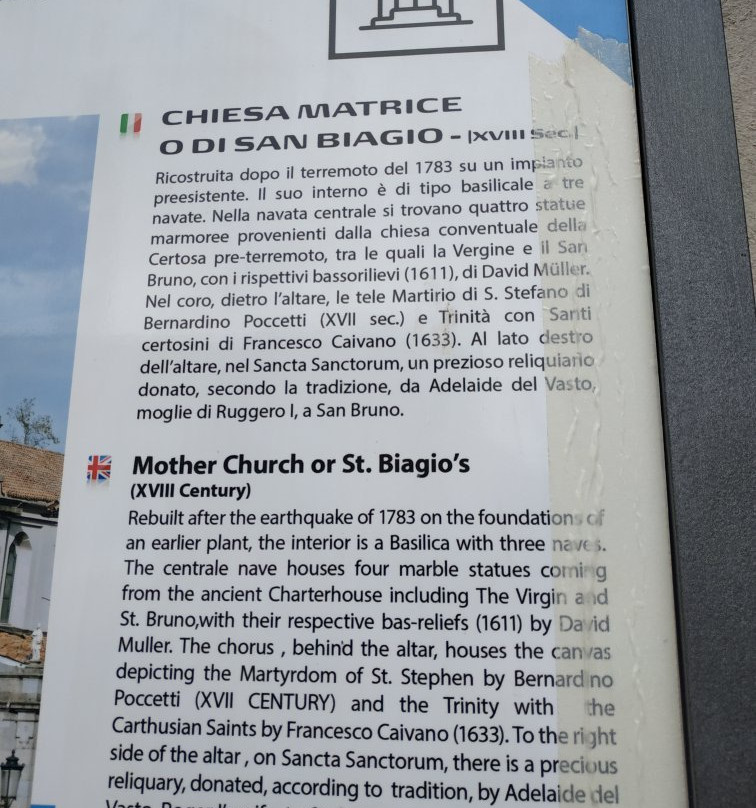 CHIESA MATRICE
O DI SAN BIAGIO - (XVIII Sec.)
Ricostruita dopo il terremoto del 1783 su un impianto
preesistente. Il suo interno è di tipo basilicale a tre
navate. Nella navata centrale si trovano quattro statue
marmoree provenienti dalla chiesa conventuale della
Certosa pre-terremoto, tra le quali la Vergine e il San
Bruno, con i rispettivi bassorilievi (1611), di David Müller.
Nel coro, dietro l'altare, le tele Martirio di S. Stefano di
Bernardino Poccetti (XVII sec.) e Trinità con Santi
certosini di Francesco Caivano (1633). Al lato destro
dell'altare, nel Sancta Sanctorum, un prezioso reliquiario
donato, secondo la tradizione, da Adelaide del Vasto,
moglie di Ruggero I, a San Bruno.
Mother Church or St. Biagio's
(XVIII Century)
Rebuilt after the earthquake of 1783 on the foundations of
an earlier plant, the interior is a Basilica with three naves.
The centrale nave houses four marble statues coming
from the ancient Charterhouse including The Virgin and
St. Bruno,with their respective bas-reliefs (1611) by David
Muller. The chorus , behind the altar, houses the canvas
depicting the Martyrdom of St. Stephen by Bernardino
Poccetti (XVII CENTURY) and the Trinity with the
Carthusian Saints by Francesco Caivano (1633). To the right
side of the altar , on Sancta Sanctorum, there is a precious
reliquary, donated, according to tradition, by Adelaide del